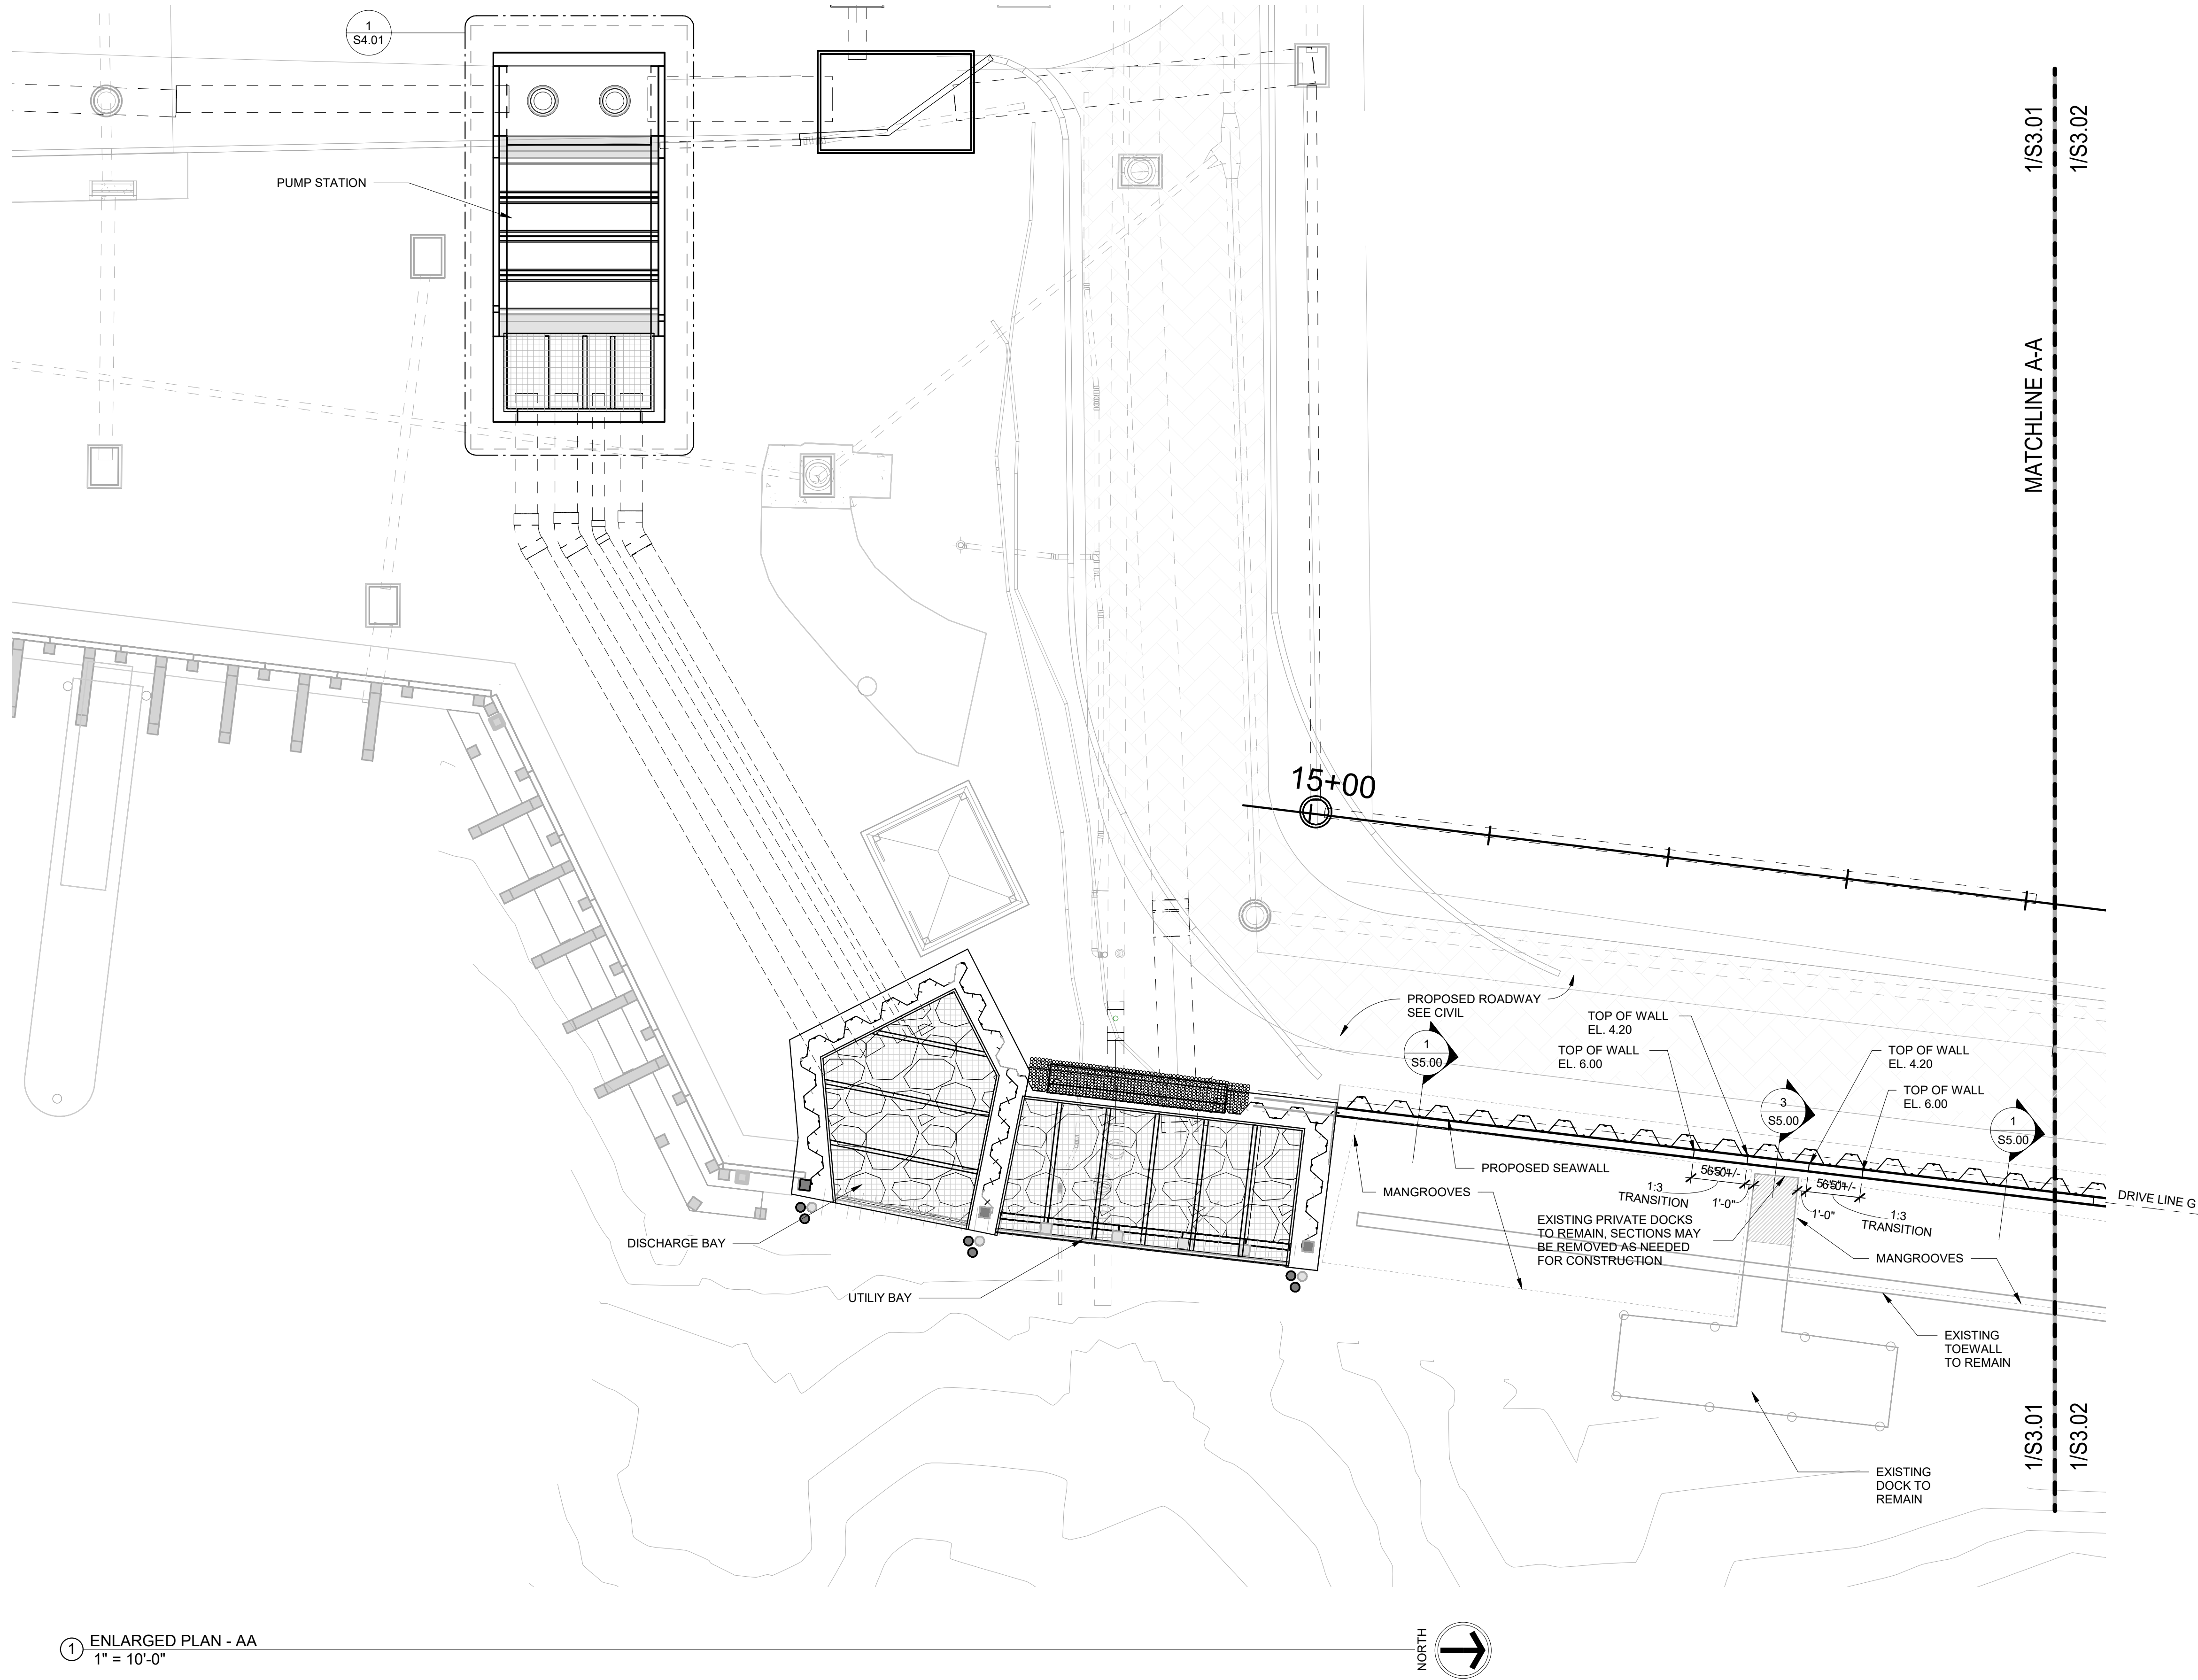 1
S4.01
PUMP STATION
1/S3.01
1/S3.02
MATCHLINE A-A
15+00
PROPOSED ROADWAY
SEE CIVIL
1
S5.00
TOP OF WALL
EL. 4.20
TOP OF WALL
EL. 6.00
TOP OF WALL
EL. 4.20
TOP OF WALL
EL. 6.00
3
S5.00
1
S5.00
PROPOSED SEAWALL
MANGROOVES
1:3
TRANSITION
1'-0"
1'-0"
1:3
TRANSITION
DRIVE LINE G
EXISTING PRIVATE DOCKS
TO REMAIN, SECTIONS MAY
BE REMOVED AS NEEDED
FOR CONSTRUCTION
MANGROOVES
DISCHARGE BAY
UTILIY BAY
EXISTING
TOEWALL
TO REMAIN
EXISTING
DOCK TO
REMAIN
1/S3.01
1/S3.02
1
ENLARGED PLAN - AA
1" = 10'-0"
NORTH